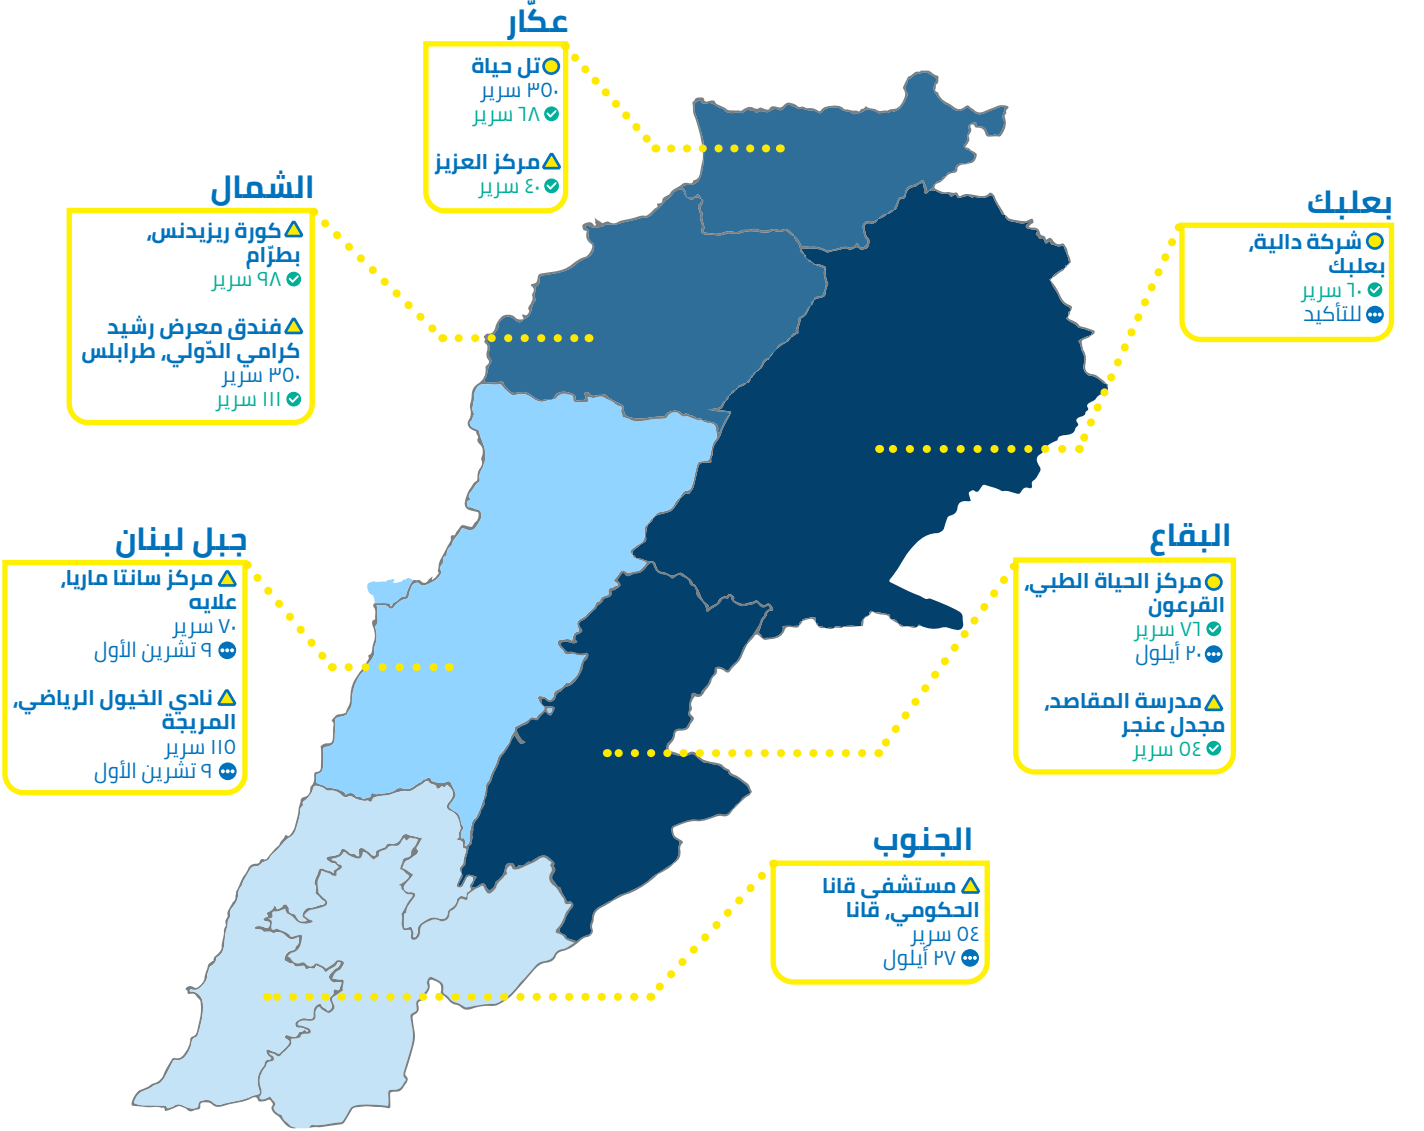 عكّار
تل حياة
٣٥٠ سرير
٦٨ سرير
مركز العزيز
٤٠ سرير
الشمال
كورة ريزيدنس,
بطرّام
٩٨ سرير
فندق معرض رشيد
كرامي الدّولي, طرابلس
٣٥٠ سرير
١١١ سرير
بعلبك
شركة دالية,
بعلبك
٦٠ سرير
للتأكيد
جبل لبنان
مركز سانتا ماريا,
علايه
٧٠ سرير
٩ تشرين الأول
نادي الخيول الرياضي,
المريجة
١١٥ سرير
٩ تشرين الأول
البقاع
مركز الحياة الطبي,
القرعون
٧٦ سرير
٢٠ أيلول
مدرسة المقاصد,
مجدل عنجر
٥٤ سرير
الجنوب
مستشفى قانا
الحكومي, قانا
٥٤ سرير
٢٧ أيلول